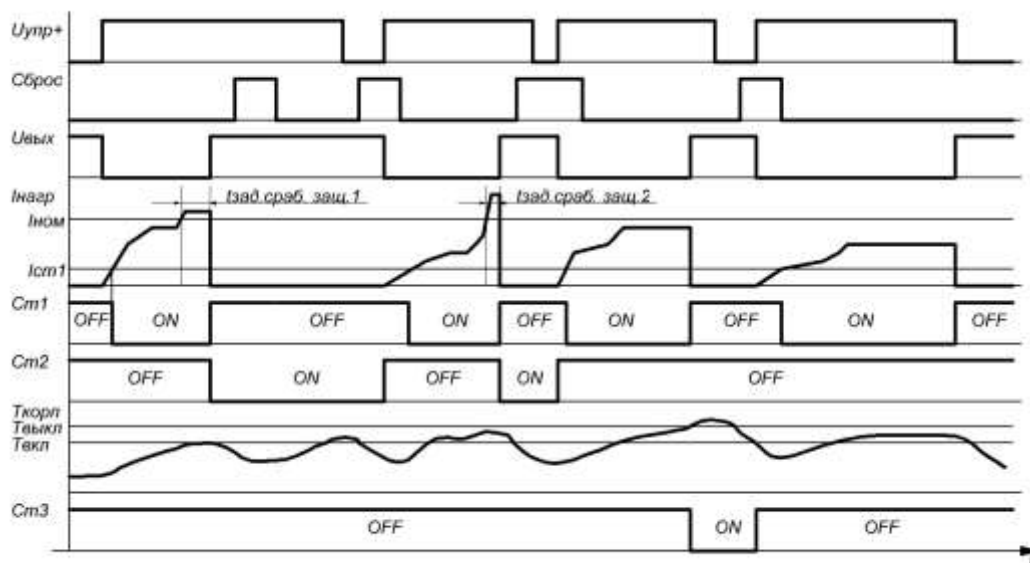 Uупр+
Сброс
Uвых
Iнагр
tзад.сраб. защ.1
tзад.сраб. защ.2
Iном
Iст1
Ст1
OFF ON OFF ON OFF ON OFF ON OFF
Ст2
OFF ON OFF ON OFF
Ткорп
Твыкл
Твкл
Ст3
OFF ON OFF